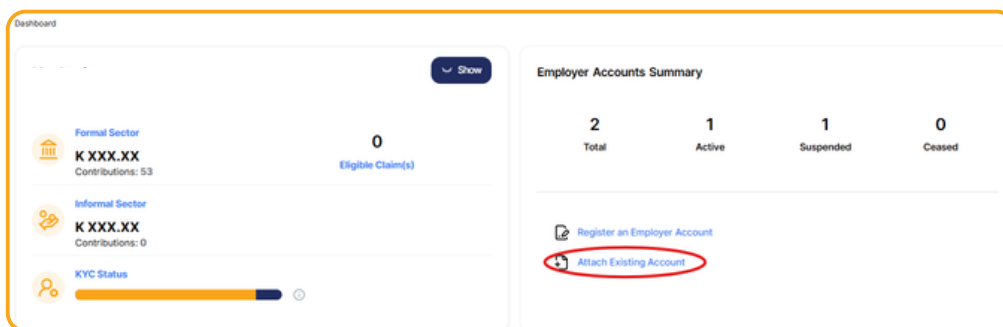 Dashboard
Show
Formal Sector
K XXX.XX
Contributions: 53
0
Eligible Claim(s)
Informal Sector
K XXX.XX
Contributions: 0
KYC Status
Employer Accounts Summary
2 1 1 0
Total Active Suspended Ceased
Register an Employer Account
Attach Existing Account